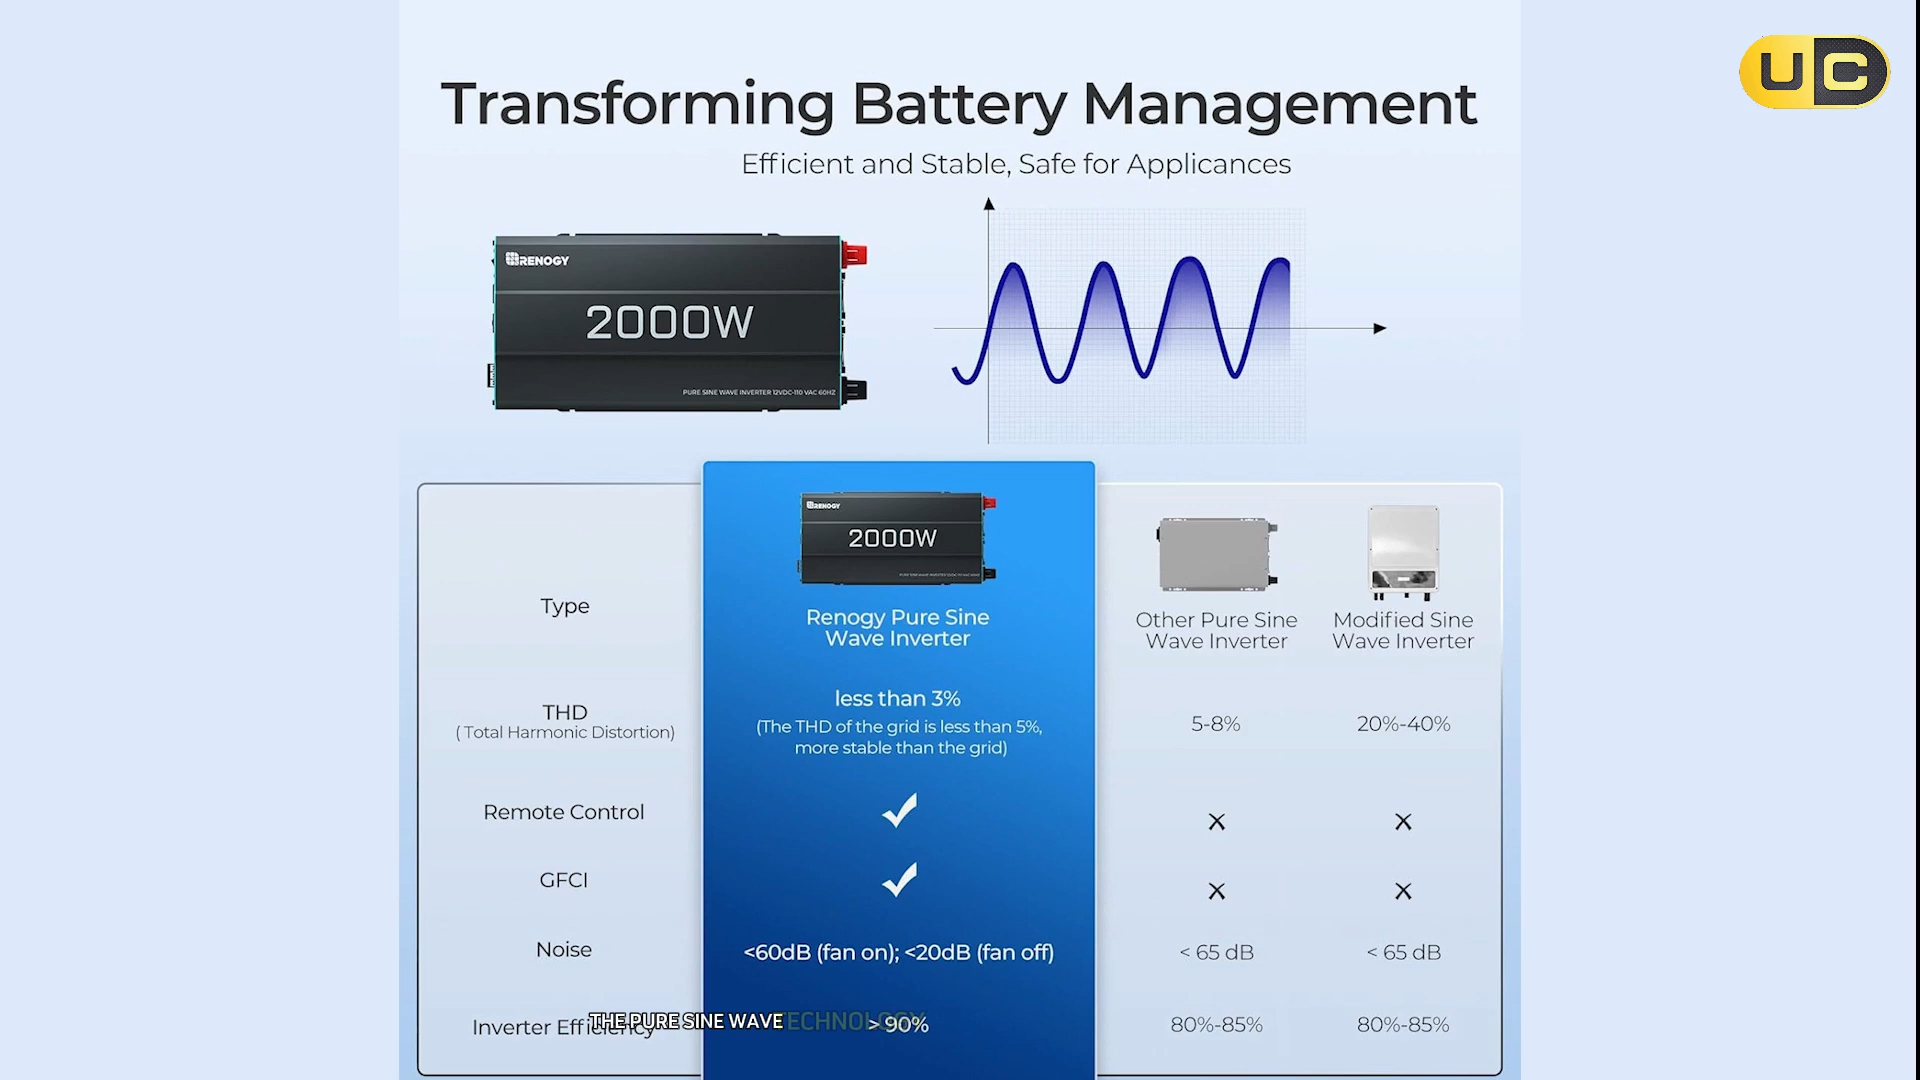 UC
Transforming Battery Management
Efficient and Stable, Safe for Applicances
RENOGY
2000W
PURE SINE WAVE INVERTER 12VDC-110 VAC 60HZ
RENOGY
2000W
Type
Renogy Pure Sine
Wave Inverter
Other Pure Sine
Wave Inverter
Modified Sine
Wave Inverter
THD
(Total Harmonic Distortion)
less than 3%
(The THD of the grid is less than 5%,
more stable than the grid)
5-8%
20%-40%
Remote Control
GFCI
Noise
<60dB (fan on); <20dB (fan off)
< 65 dB
< 65 dB
Inverter Efficiency
> 90%
80%-85%
80%-85%
THE PURE SINE WAVE TECHNOLOGY